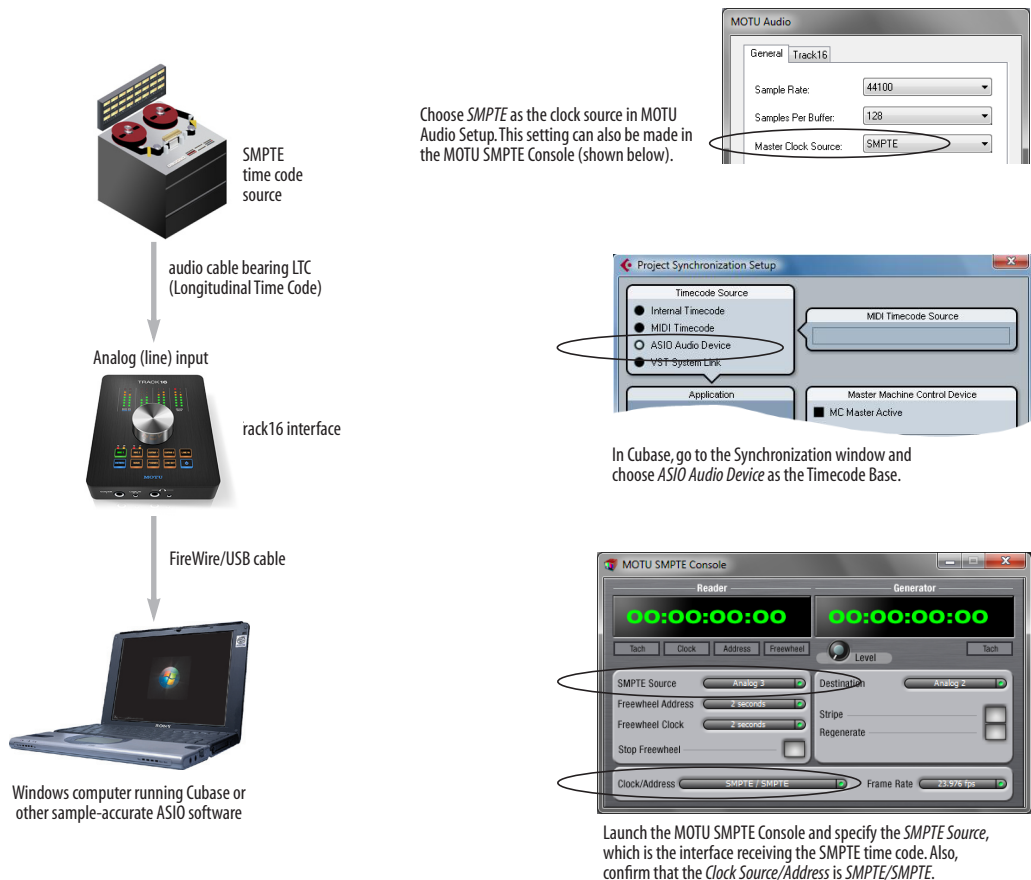 SMPTE
time code
source
audio cable bearing LTC
(Longitudinal Time Code)
Analog (line) input
TRACK16
MOTU
rack16 interface
FireWire/USB cable
SONY
Windows computer running Cubase or
other sample-accurate ASIO software
Choose SMPTE as the clock source in MOTU
Audio Setup. This setting can also be made in
the MOTU SMPTE Console (shown below).
MOTU Audio
General Track16
Sample Rate: 44100
Samples Per Buffer: 128
Master Clock Source: SMPTE
Project Synchronization Setup
Timecode Source
Internal Timecode
MIDI Timecode
ASIO Audio Device
VST System Link
MIDI Timecode Source
Application
Master Machine Control Device
MC Master Active
In Cubase, go to the Synchronization window and
choose ASIO Audio Device as the Timecode Base.
MOTU SMPTE Console
Reader
00:00:00:00
Tach Clock Address Freewheel
Generator
00:00:00:00
Level
Tach
SMPTE Source Analog 3
Freewheel Address 2 seconds
Freewheel Clock 2 seconds
Stop Freewheel
Destination Analog 2
Stripe
Regenerate
Clock/Address SMPTE / SMPTE
Frame Rate 23.976 fps
Launch the MOTU SMPTE Console and specify the SMPTE Source,
which is the interface receiving the SMPTE time code. Also,
confirm that the Clock Source/Address is SMPTE/SMPTE.